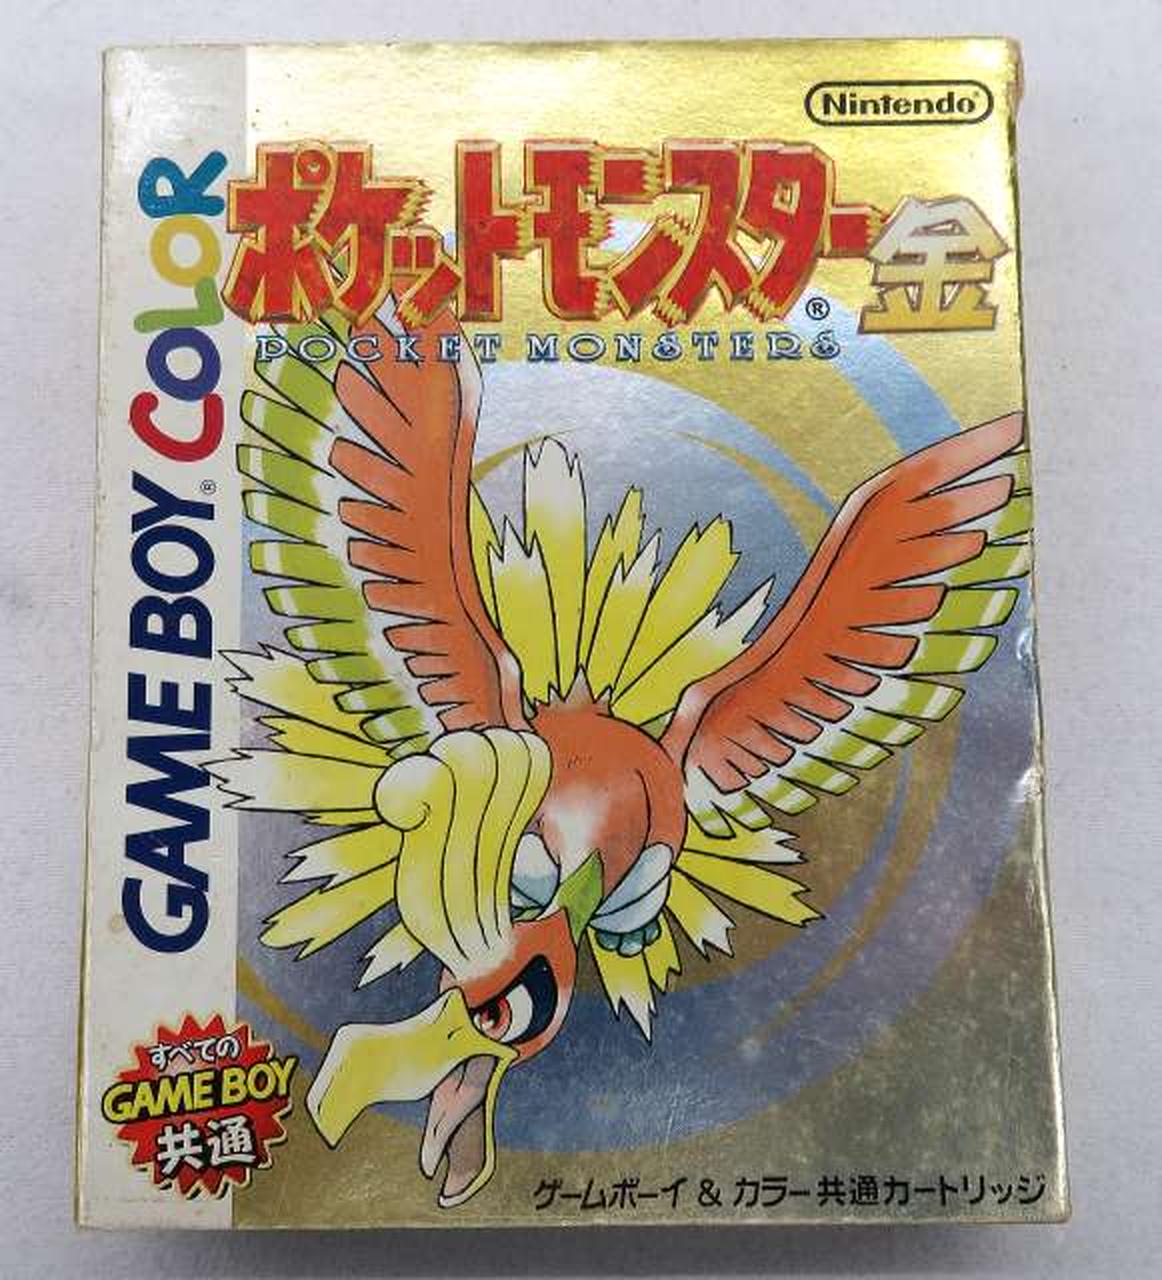 Nintendo®
ポケットモンスター金
®
POCKET MONSTERS
GAME BOY COLOR
®
すべての
GAME BOY
共通
ゲームボーイ & カラー共通カートリッジ